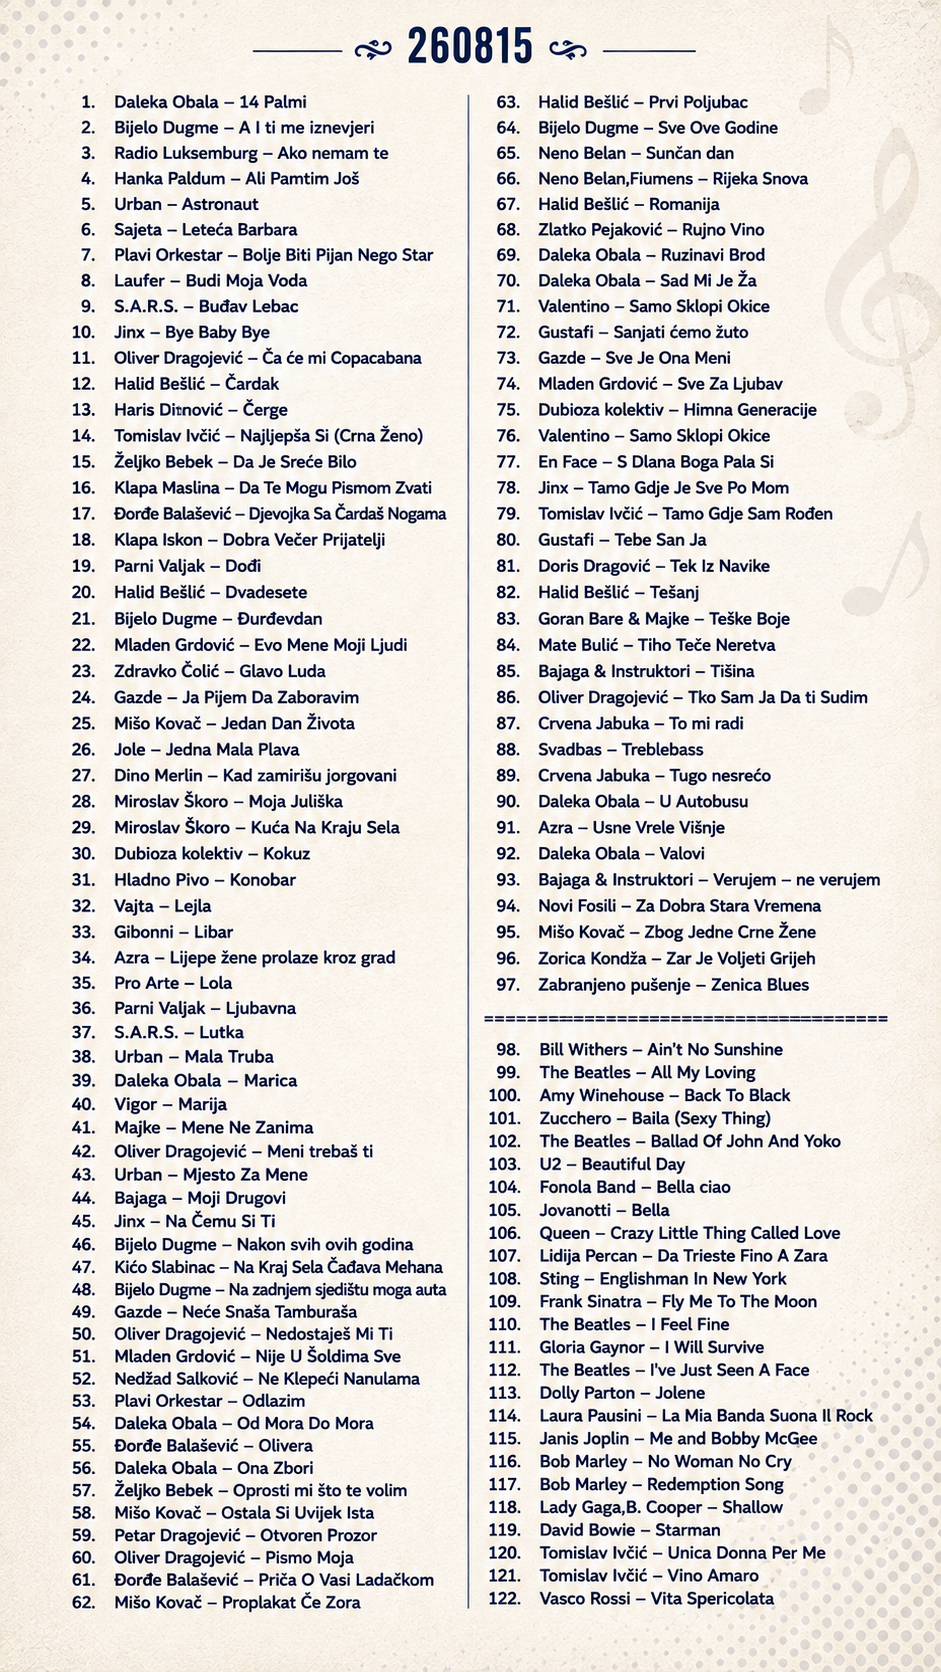 260815
1. Daleka Obala – 14 Palmi
2. Bijelo Dugme – A I ti me iznevjeri
3. Radio Luksemburg – Ako nemam te
4. Hanka Paldum – Ali Pamtim Još
5. Urban – Astronaut
6. Sajeta – Leteća Barbara
7. Plavi Orkestar – Bolje Biti Pijan Nego Star
8. Laufer – Budi Moja Voda
9. S.A.R.S. – Buđav Lebac
10. Jinx – Bye Baby Bye
11. Oliver Dragojević – Ča će mi Copacabana
12. Halid Bešlić – Čardak
13. Haris – Čerge
14. Tomislav Ivčić – Najljepša Si (Crna Ženo)
15. Željko Bebek – Da Je Sreće Bilo
16. Klapa Maslina – Da Te Mogu Pismom Zvati
17. Đorđe Balašević – Djevojka Sa Čardaš Nogama
18. Klapa Iskon – Dobra Večer Prijatelji
19. Parni Valjak – Dođi
20. Halid Bešlić – Dvadesete
21. Bijelo Dugme – Đurđevdan
22. Mladen Grdović – Evo Mene Moji Ljudi
23. Zdravko Čolić – Glavo Luda
24. Gazde – Ja Pijem Da Zaboravim
25. Mišo Kovač – Jedan Dan Života
26. Jole – Jedna Mala Plava
27. Dino Merlin – Kad zamirišu jorgovani
28. Miroslav Škoro – Moja Juliška
29. Miroslav Škoro – Kuća Na Kraju Sela
30. Dubioza kolektiv – Kokuz
31. Hladno Pivo – Konobar
32. Vajta – Lejla
33. Gibonni – Libar
34. Azra – Lijepe žene prolaze kroz grad
35. Pro Arte – Lola
36. Parni Valjak – Ljubavna
37. S.A.R.S. – Lutka
38. Urban – Mala Truba
39. Daleka Obala – Marica
40. Vigor – Marija
41. Majke – Mene Ne Zanima
42. Oliver Dragojević – Meni trebaš ti
43. Urban – Mjesto Za Mene
44. Bajaga – Moji Drugovi
45. Jinx – Na Čemu Si Ti
46. Bijelo Dugme – Nakon svih ovih godina
47. Kićo Slabinac – Na Kraj Sela Čađava Mehana
48. Bijelo Dugme – Na zadnjem sjedištu moga auta
49. Gazde – Neće Snaša Tamburaša
50. Oliver Dragojević – Nedostaješ Mi Ti
51. Mladen Grdović – Nije U Šoldima Sve
52. Nedžad Salković – Ne Klepeći Nanulama
53. Plavi Orkestar – Odlazim
54. Daleka Obala – Od Mora Do Mora
55. Đorđe Balašević – Olivera
56. Daleka Obala – Ona Zbori
57. Željko Bebek – Oprosti mi što te volim
58. Mišo Kovač – Ostala Si Uvijek Ista
59. Petar Dragojević – Otvoren Prozor
60. Oliver Dragojević – Pismo Moja
61. Đorđe Balašević – Priča O Vasi Ladačkom
62. Mišo Kovač – Proplakat Če Zora
63. Halid Bešlić – Prvi Poljubac
64. Bijelo Dugme – Sve Ove Godine
65. Neno Belan – Sunčan dan
66. Neno Belan,Fiumens – Rijeka Snova
67. Halid Bešlić – Romanija
68. Zlatko Pejaković – Rujno Vino
69. Daleka Obala – Ruzinavi Brod
70. Daleka Obala – Sad Mi Je Ža
71. Valentino – Samo Sklopi Okice
72. Gustafi – Sanjati ćemo žuto
73. Gazde – Sve Je Ona Meni
74. Mladen Grdović – Sve Za Ljubav
75. Dubioza kolektiv – Himna Generacije
76. Valentino – Samo Sklopi Okice
77. En Face – S Dlana Boga Pala Si
78. Jinx – Tamo Gdje Je Sve Po Mom
79. Tomislav Ivčić – Tamo Gdje Sam Rođen
80. Gustafi – Tebe San Ja
81. Doris Dragović – Tek Iz Navike
82. Halid Bešlić – Tešanj
83. Goran Bare & Majke – Teške Boje
84. Mate Bulić – Tiho Teče Neretva
85. Bajaga & Instruktori – Tišina
86. Oliver Dragojević – Tko Sam Ja Da ti Sudim
87. Crvena Jabuka – To mi radi
88. Svadbas – Treblebass
89. Crvena Jabuka – Tugo nesrećo
90. Daleka Obala – U Autobusu
91. Azra – Usne Vrele Višnje
92. Daleka Obala – Valovi
93. Bajaga & Instruktori – Verujem – ne verujem
94. Novi Fosili – Za Dobra Stara Vremena
95. Mišo Kovač – Zbog Jedne Crne Žene
96. Zorica Kondža – Zar Je Voljeti Grijeh
97. Zabranjeno pušenje – Zenica Blues
=====================================
98. Bill Withers – Ain't No Sunshine
99. The Beatles – All My Loving
100. Amy Winehouse – Back To Black
101. Zucchero – Baila (Sexy Thing)
102. The Beatles – Ballad Of John And Yoko
103. U2 – Beautiful Day
104. Fonola Band – Bella ciao
105. Jovanotti – Bella
106. Queen – Crazy Little Thing Called Love
107. Lidija Percan – Da Trieste Fino A Zara
108. Sting – Englishman In New York
109. Frank Sinatra – Fly Me To The Moon
110. The Beatles – I Feel Fine
111. Gloria Gaynor – I Will Survive
112. The Beatles – I've Just Seen A Face
113. Dolly Parton – Jolene
114. Laura Pausini – La Mia Banda Suona Il Rock
115. Janis Joplin – Me and Bobby McGee
116. Bob Marley – No Woman No Cry
117. Bob Marley – Redemption Song
118. Lady Gaga,B. Cooper – Shallow
119. David Bowie – Starman
120. Tomislav Ivčić – Unica Donna Per Me
121. Tomislav Ivčić – Vino Amaro
122. Vasco Rossi – Vita Spericolata